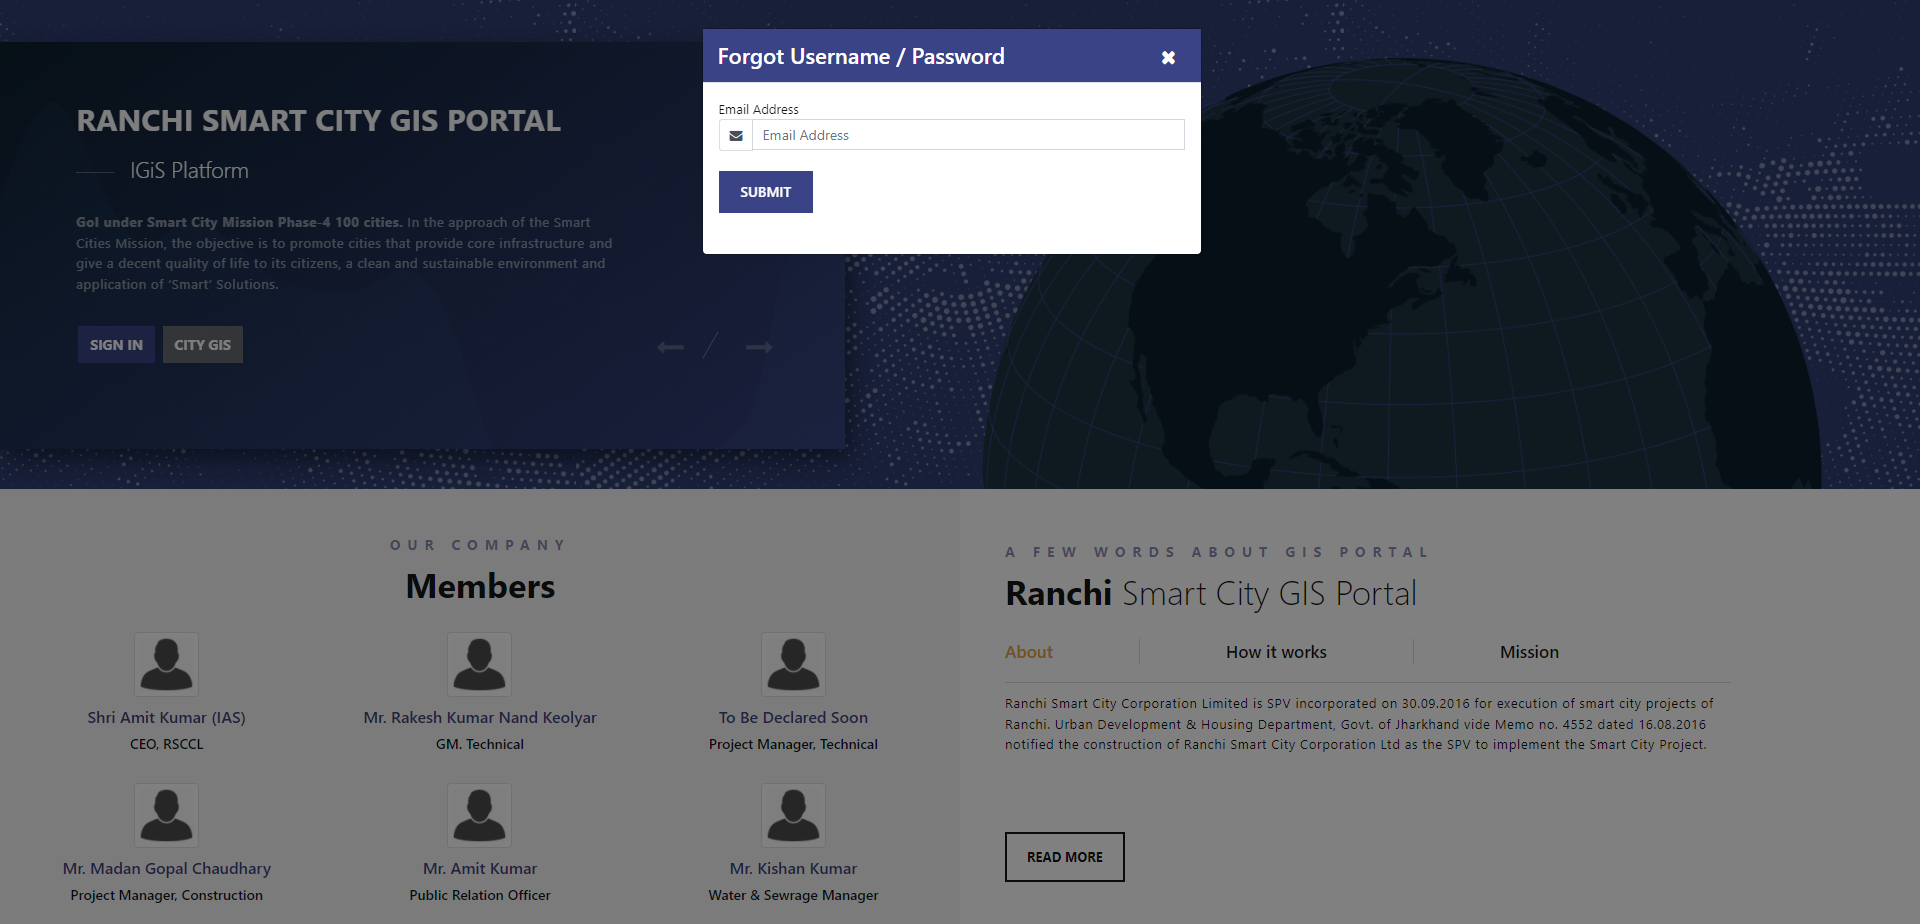 Forgot Username / Password
Email Address
Email Address
SUBMIT
RANCHI SMART CITY GIS PORTAL
IGiS Platform
GoI under Smart City Mission Phase-4 100 cities. In the approach of the Smart
Cities Mission, the objective is to promote cities that provide core infrastructure and
give a decent quality of life to its citizens, a clean and sustainable environment and
application of ‘Smart’ Solutions.
SIGN IN
CITY GIS
OUR COMPANY
Members
Shri Amit Kumar (IAS)
CEO, RSCCL
Mr. Rakesh Kumar Nand Keolyar
GM. Technical
To Be Declared Soon
Project Manager, Technical
Mr. Madan Gopal Chaudhary
Project Manager, Construction
Mr. Amit Kumar
Public Relation Officer
Mr. Kishan Kumar
Water & Sewrage Manager
A FEW WORDS ABOUT GIS PORTAL
Ranchi Smart City GIS Portal
About
How it works
Mission
Ranchi Smart City Corporation Limited is SPV incorporated on 30.09.2016 for execution of smart city projects of
Ranchi. Urban Development & Housing Department, Govt. of Jharkhand vide Memo no. 4552 dated 16.08.2016
notified the construction of Ranchi Smart City Corporation Ltd as the SPV to implement the Smart City Project.
READ MORE